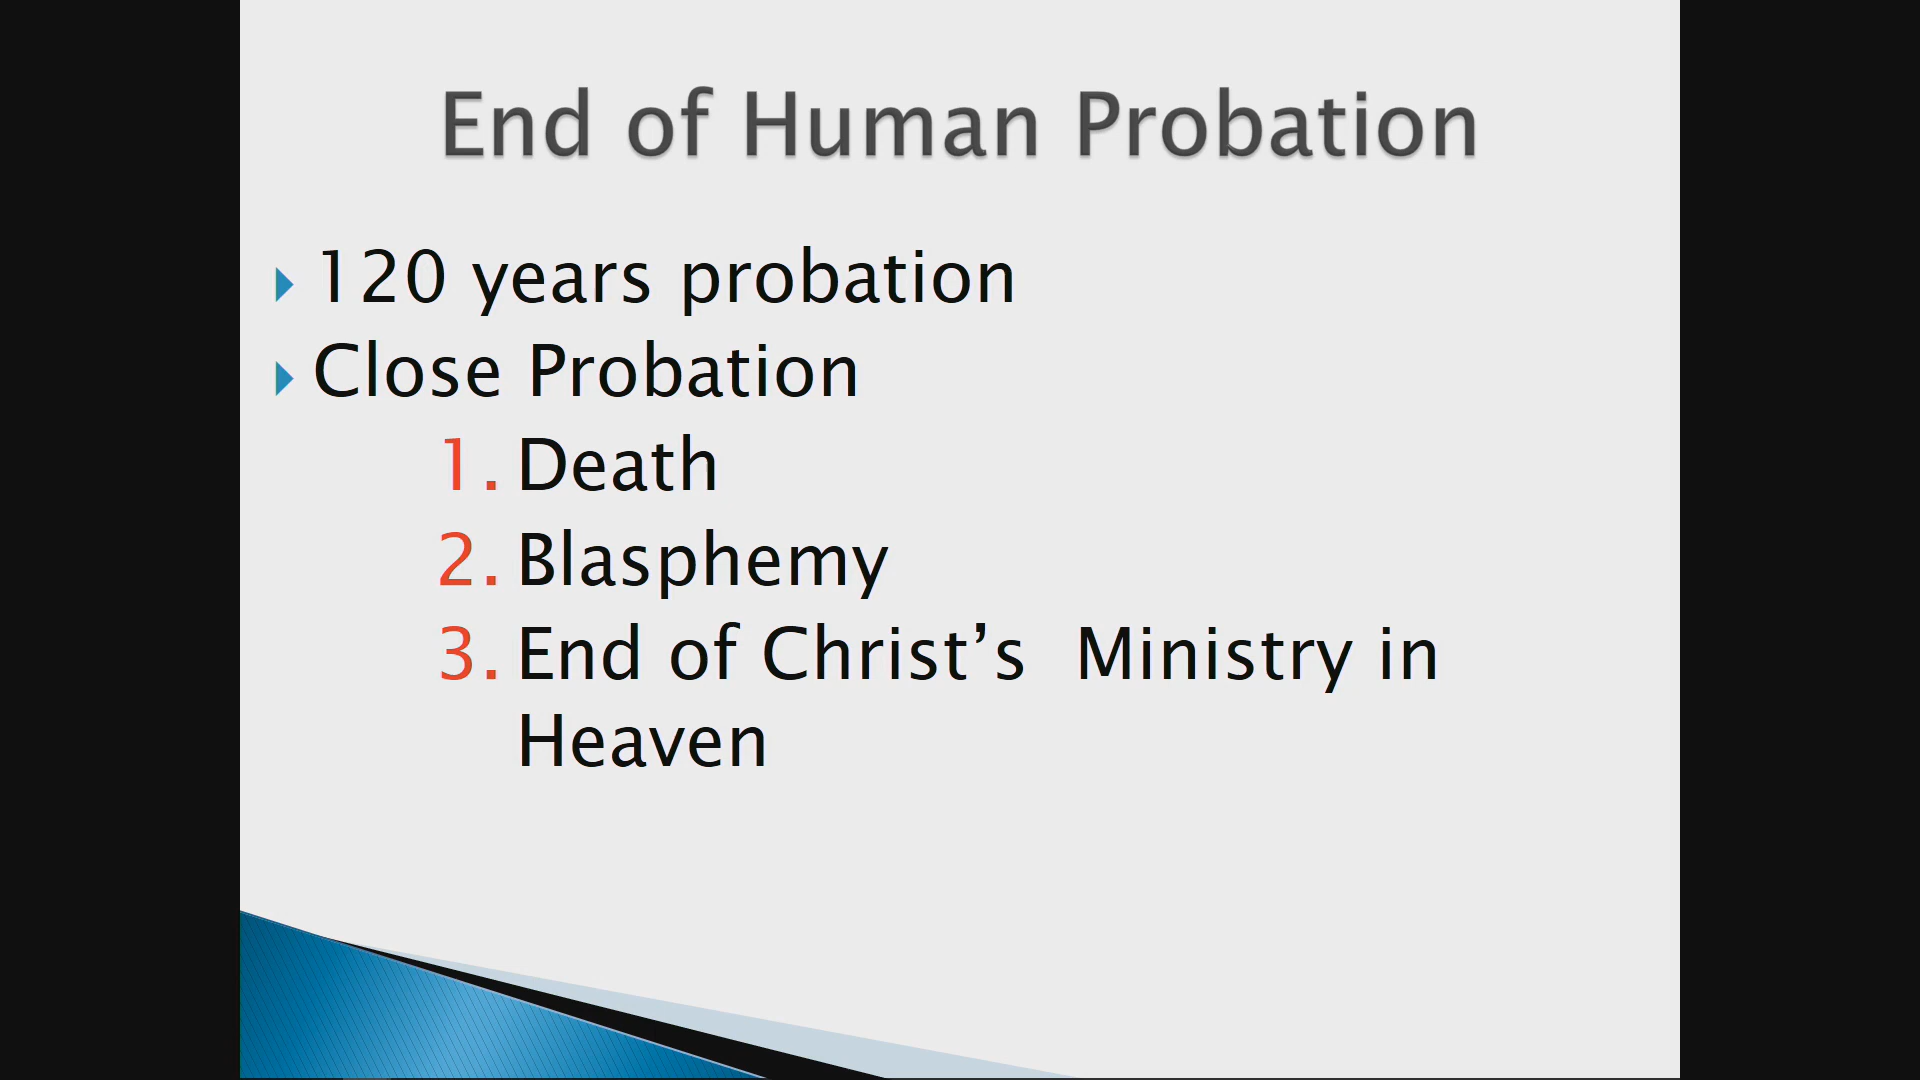 End of Human Probation
120 years probation
Close Probation
1. Death
2. Blasphemy
3. End of Christ’s  Ministry in
Heaven